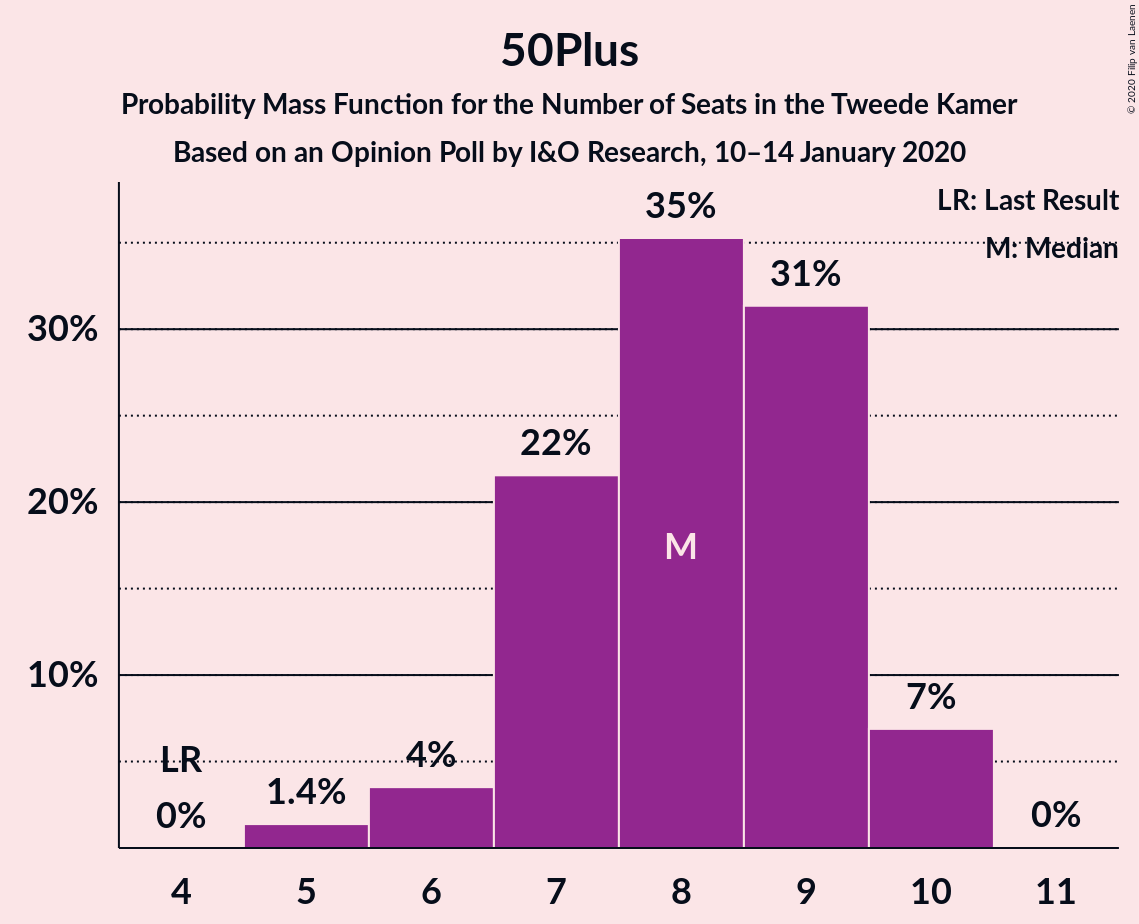 50Plus
Probability Mass Function for the Number of Seats in the Tweede Kamer
Based on an Opinion Poll by I&O Research, 10–14 January 2020
© 2020 Filip van Laenen
LR: Last Result
M: Median
35%
31%
30%
22%
20%
M
10%
7%
LR
4%
1.4%
0%
0%
4 5 6 7 8 9 10 11